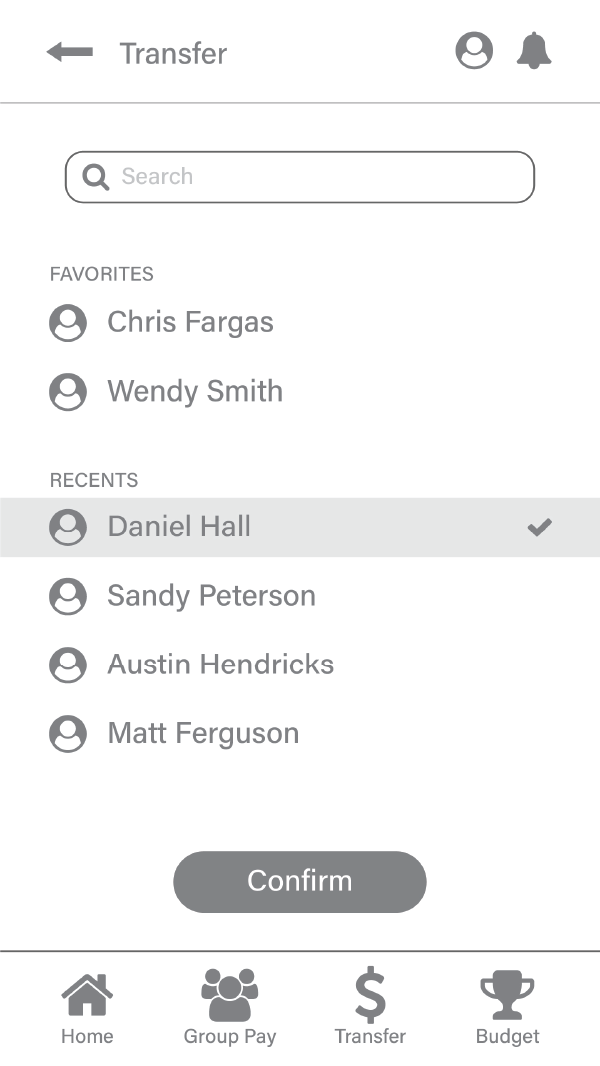 Transfer
Search
FAVORITES
Chris Fargas
Wendy Smith
RECENTS
Daniel Hall
Sandy Peterson
Austin Hendricks
Matt Ferguson
Confirm
Home
Group Pay
Transfer
Budget